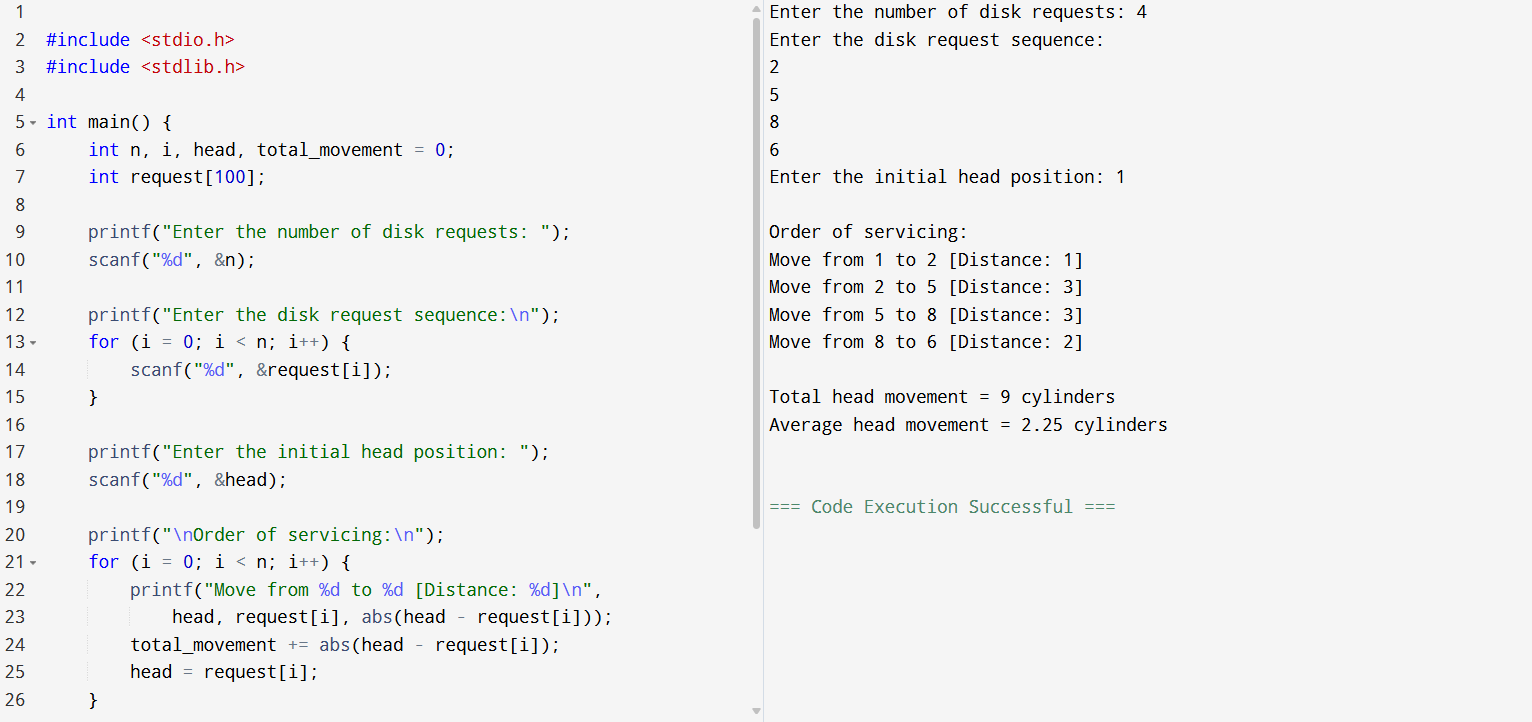 1
2 #include <stdio.h>
3 #include <stdlib.h>
4
5 int main() {
6     int n, i, head, total_movement = 0;
7     int request[100];
8
9     printf("Enter the number of disk requests: ");
10     scanf("%d", &n);
11
12     printf("Enter the disk request sequence:\n");
13     for (i = 0; i < n; i++) {
14         scanf("%d", &request[i]);
15     }
16
17     printf("Enter the initial head position: ");
18     scanf("%d", &head);
19
20     printf("\nOrder of servicing:\n");
21     for (i = 0; i < n; i++) {
22         printf("Move from %d to %d [Distance: %d]\n",
23             head, request[i], abs(head - request[i]));
24         total_movement += abs(head - request[i]);
25         head = request[i];
26     }
Enter the number of disk requests: 4
Enter the disk request sequence:
2
5
8
6
Enter the initial head position: 1
Order of servicing:
Move from 1 to 2 [Distance: 1]
Move from 2 to 5 [Distance: 3]
Move from 5 to 8 [Distance: 3]
Move from 8 to 6 [Distance: 2]
Total head movement = 9 cylinders
Average head movement = 2.25 cylinders
=== Code Execution Successful ===